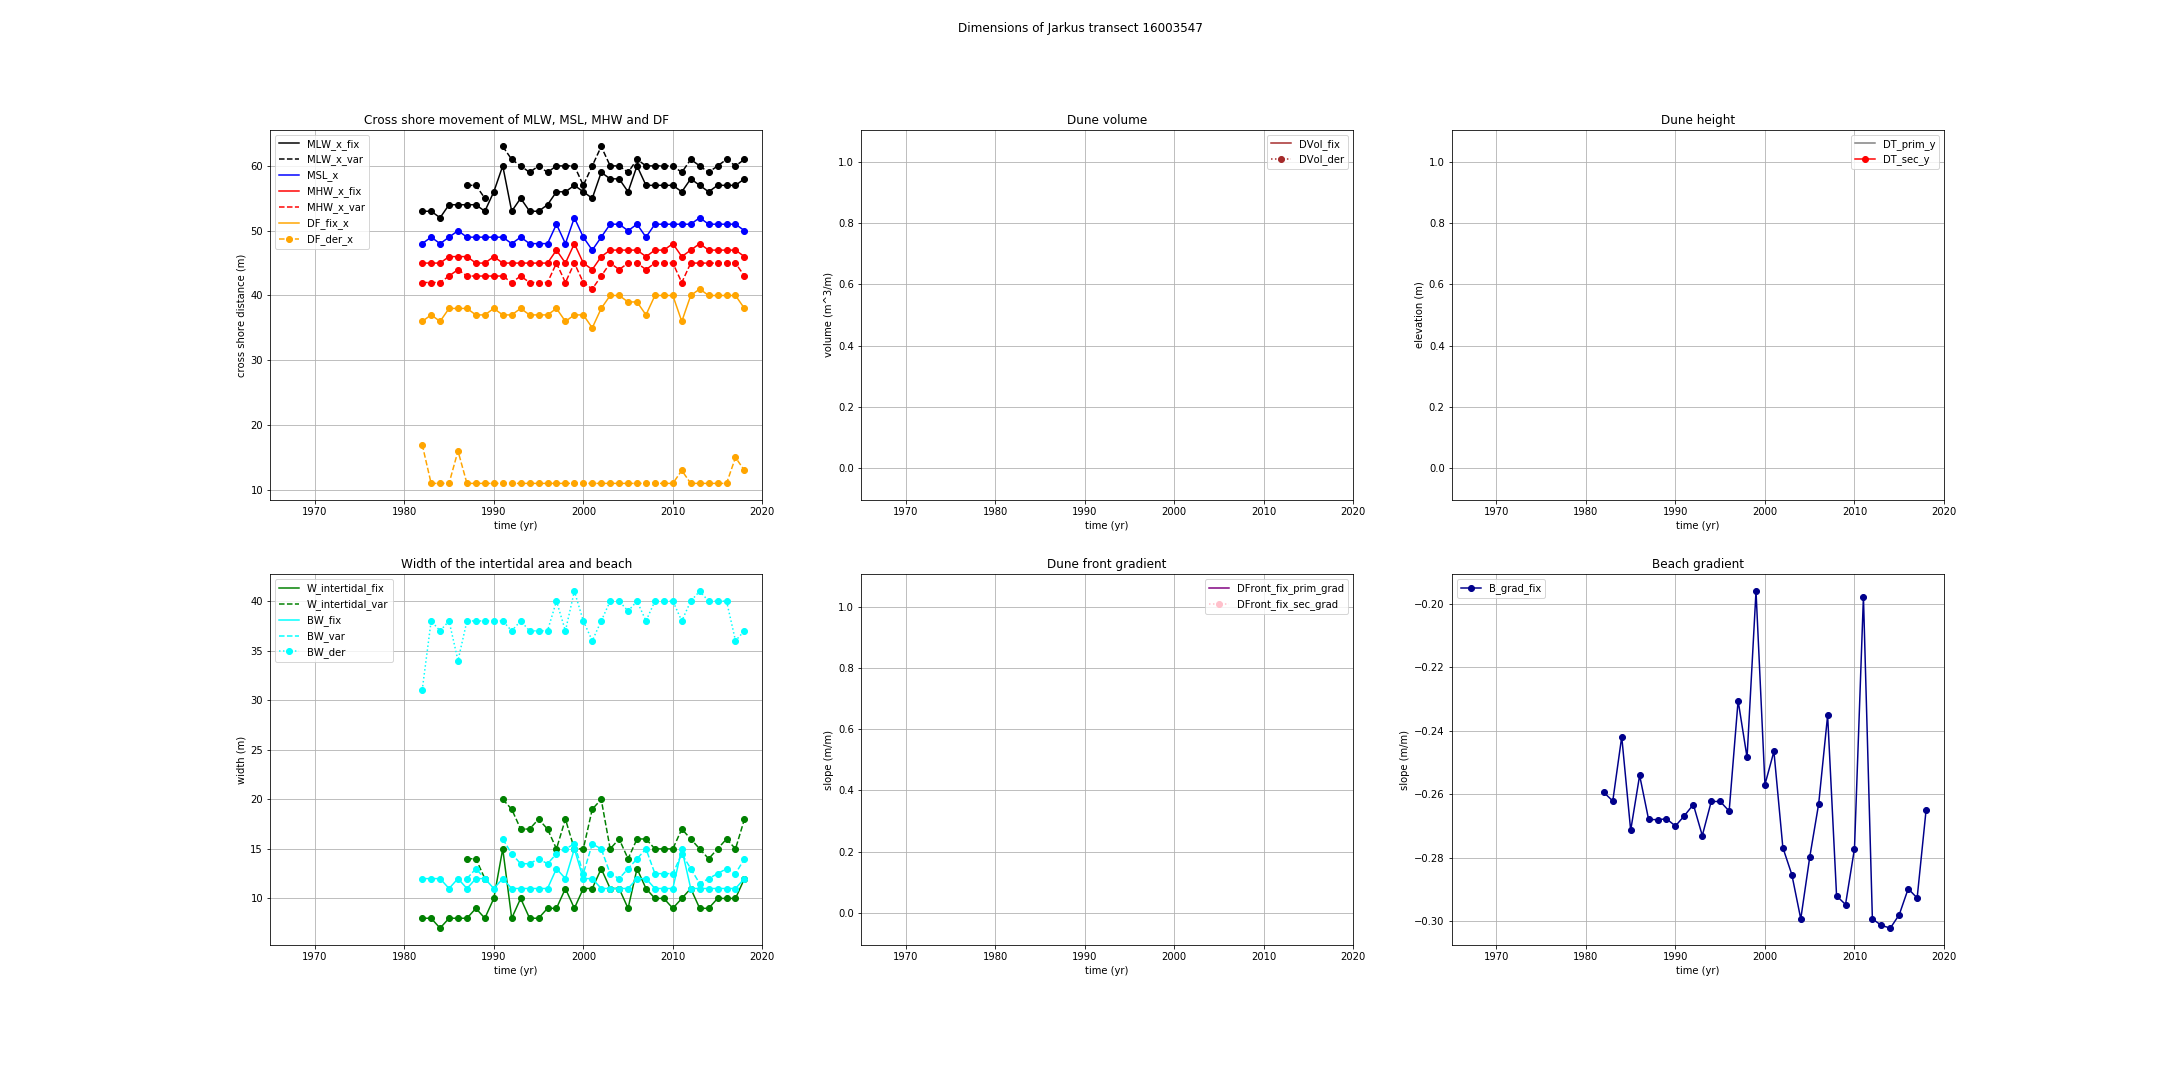 Dimensions of Jarkus transect 16003547
Cross shore movement of MLW, MSL, MHW and DF
MLW_x_fix
MLW_x_var
MSL_x
MHW_x_fix
MHW_x_var
DF_fix_x
DF_der_x
60
50
40
30
20
10
cross shore distance (m)
1970 1980 1990 2000 2010 2020
time (yr)
Dune volume
DVol_fix
DVol_der
1.0
0.8
0.6
0.4
0.2
0.0
volume (m^3/m)
1970 1980 1990 2000 2010 2020
time (yr)
Dune height
DT_prim_y
DT_sec_y
1.0
0.8
0.6
0.4
0.2
0.0
elevation (m)
1970 1980 1990 2000 2010 2020
time (yr)
Width of the intertidal area and beach
W_intertidal_fix
W_intertidal_var
BW_fix
BW_var
BW_der
40
35
30
25
20
15
10
width (m)
1970 1980 1990 2000 2010 2020
time (yr)
Dune front gradient
DFront_fix_prim_grad
DFront_fix_sec_grad
1.0
0.8
0.6
0.4
0.2
0.0
slope (m/m)
1970 1980 1990 2000 2010 2020
time (yr)
Beach gradient
B_grad_fix
−0.20
−0.22
−0.24
−0.26
−0.28
−0.30
slope (m/m)
1970 1980 1990 2000 2010 2020
time (yr)